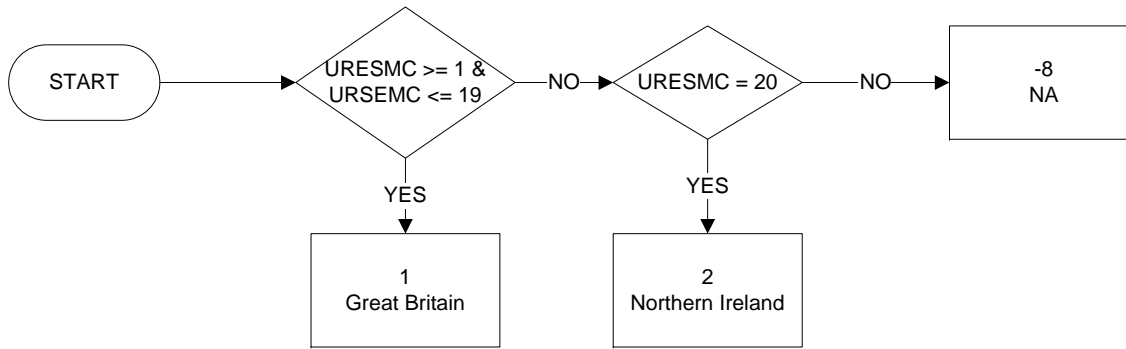 START
URESMC >= 1 &
URSEMC <= 19
NO
URESMC = 20
NO
-8
NA
YES
YES
1
Great Britain
2
Northern Ireland